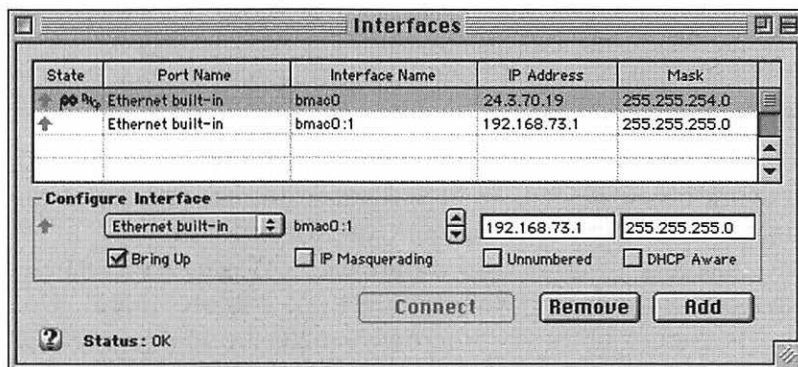 Interfaces
State Port Name Interface Name IP Address Mask
Ethernet built-in bmac0 24.3.70.19 255.255.254.0
Ethernet built-in bmac0:1 192.168.73.1 255.255.255.0
Configure Interface
Ethernet built-in bmac0:1 192.168.73.1 255.255.255.0
Bring Up IP Masquerading Unnumbered DHCP Aware
Connect Remove Add
? Status: OK